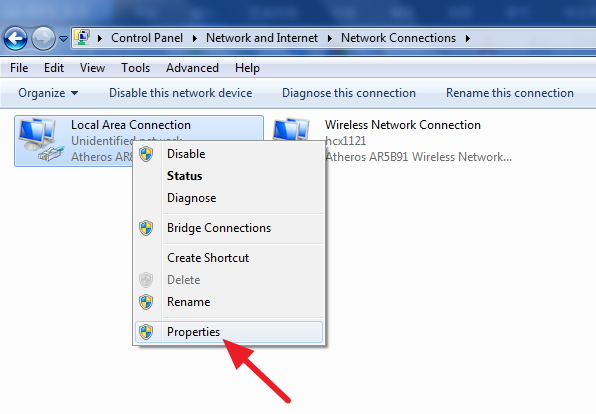 Control Panel Network and Internet Network Connections
File Edit View Tools Advanced Help
Organize Disable this network device Diagnose this connection Rename this connection
Local Area Connection
Unidentified network
Atheros AR8
Wireless Network Connection
hcx1121
Atheros AR5B91 Wireless Network...
Disable
Status
Diagnose
Bridge Connections
Create Shortcut
Delete
Rename
Properties